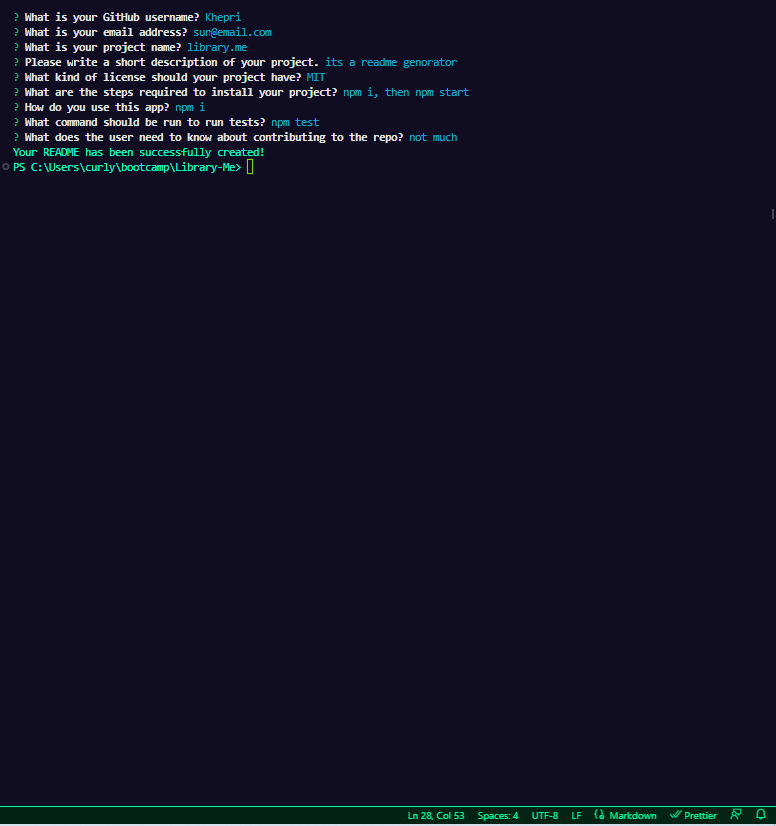 ? What is your GitHub username? Khepri
? What is your email address? sun@email.com
? What is your project name? library.me
? Please write a short description of your project. its a readme genorator
? What kind of license should your project have? MIT
? What are the steps required to install your project? npm i, then npm start
? How do you use this app? npm i
? What command should be run to run tests? npm test
? What does the user need to know about contributing to the repo? not much
Your README has been successfully created!
PS C:\Users\curly\bootcamp\Library-Me>
Ln 28, Col 53 Spaces: 4 UTF-8 LF Markdown Prettier